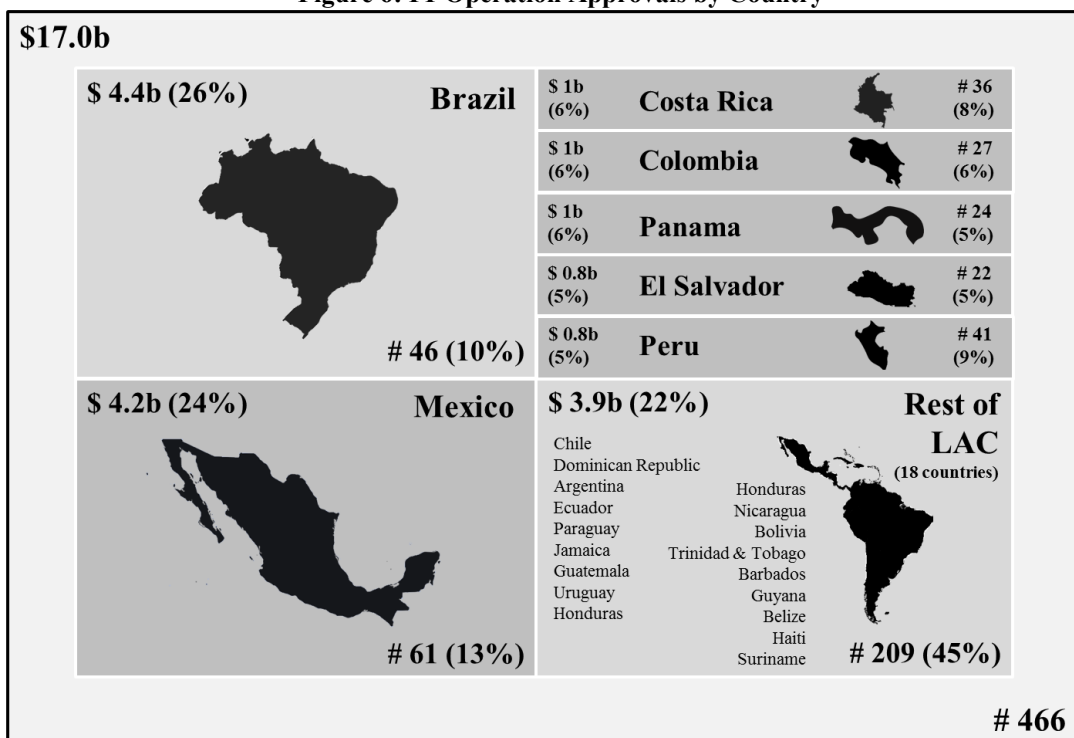 Figure Operation Approvals by Country
$17.0b
$ 4.4b (26%)
Brazil
# 46 (10%)
$ 1b
(6%)
Costa Rica
# 36
(8%)
$ 1b
(6%)
Colombia
# 27
(6%)
$ 1b
(6%)
Panama
# 24
(5%)
$ 0.8b
(5%)
El Salvador
# 22
(5%)
$ 0.8b
(5%)
Peru
# 41
(9%)
$ 4.2b (24%)
Mexico
# 61 (13%)
$ 3.9b (22%)
Rest of
LAC
(18 countries)
Chile
Dominican Republic
Argentina
Ecuador
Paraguay
Jamaica
Guatemala
Uruguay
Honduras
Honduras
Nicaragua
Bolivia
Trinidad & Tobago
Barbados
Guyana
Belize
Haiti
Suriname
# 209 (45%)
# 466